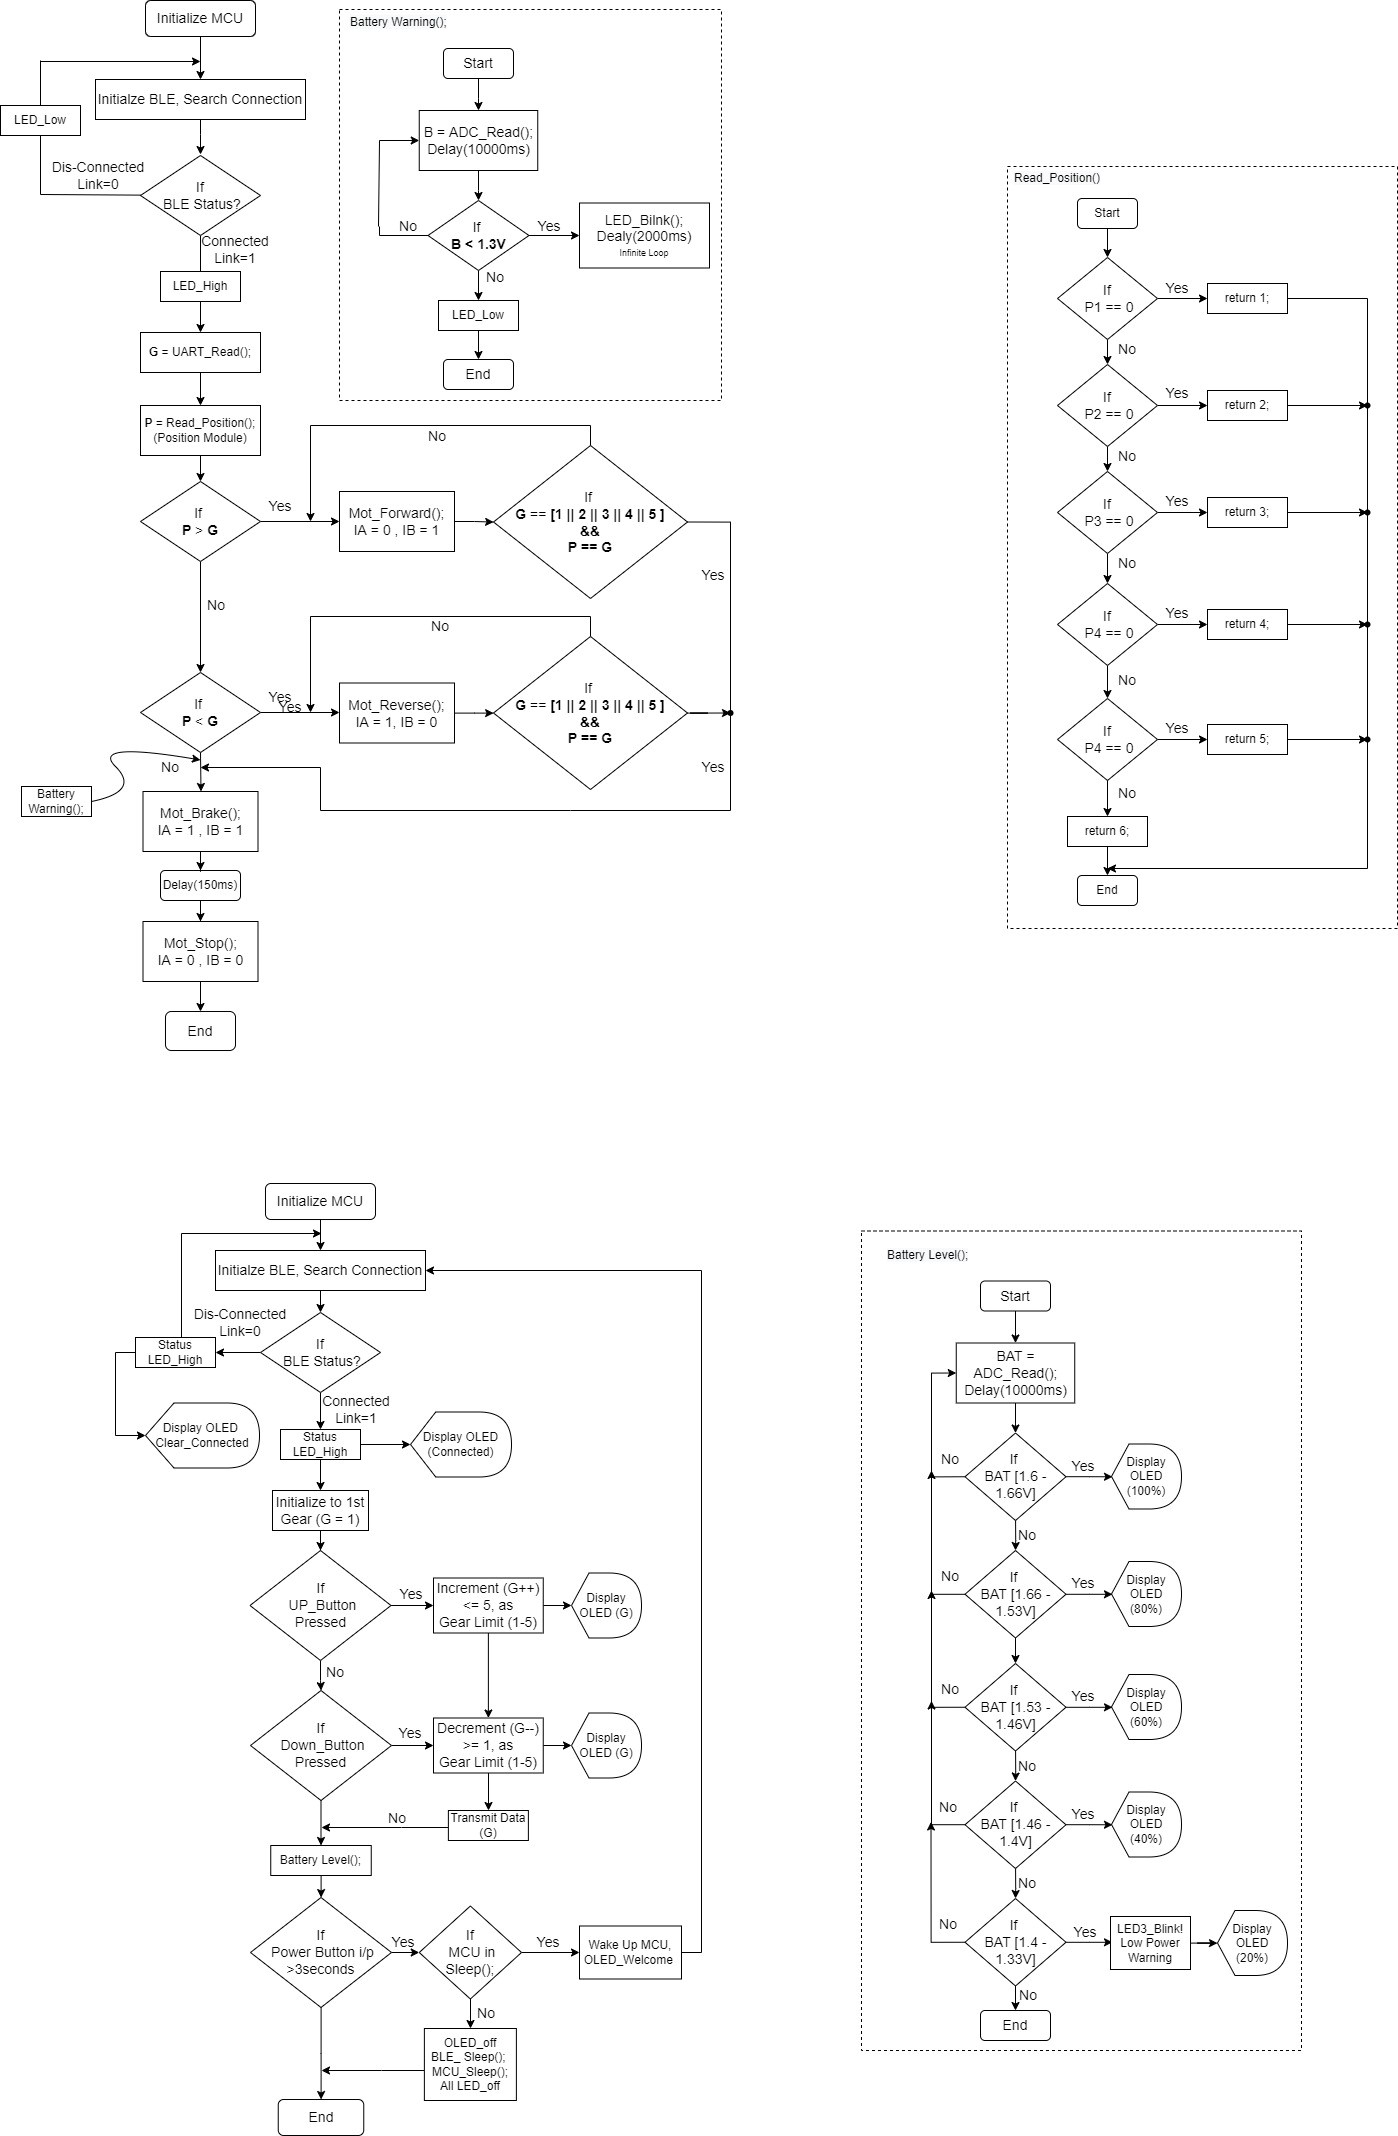 Initialize MCU
Initialze BLE, Search Connection
LED_Low
Dis-Connected
Link=0
If
BLE Status?
Connected
Link=1
LED_High
G = UART_Read();
P = Read_Position();
(Position Module)
If
P > G
Yes
Mot_Forward();
IA = 0 , IB = 1
No
If
G == [1 || 2 || 3 || 4 || 5 ]
&&
P == G
Yes
No
If
P < G
Yes
Yes
Mot_Reverse();
IA = 1, IB = 0
No
If
G == [1 || 2 || 3 || 4 || 5 ]
&&
P == G
Yes
No
Battery
Warning();
Mot_Brake();
IA = 1 , IB = 1
Delay(150ms)
Mot_Stop();
IA = 0 , IB = 0
End
Battery Warning();
Start
B = ADC_Read();
Delay(10000ms)
No
If
B < 1.3V
Yes
LED_Bilnk();
Dealy(2000ms)
Infinite Loop
No
LED_Low
End
Read_Position()
Start
If
P1 == 0
Yes
return 1;
No
If
P2 == 0
Yes
return 2;
No
If
P3 == 0
Yes
return 3;
No
If
P4 == 0
Yes
return 4;
No
If
P4 == 0
Yes
return 5;
No
return 6;
End
Initialize MCU
Initialze BLE, Search Connection
Dis-Connected
Link=0
If
BLE Status?
Status
LED_High
Display OLED
Clear_Connected
Connected
Link=1
Status
LED_High
Display OLED
(Connected)
Initialize to 1st
Gear (G = 1)
If
UP_Button
Pressed
Yes
Increment (G++)
<= 5, as
Gear Limit (1-5)
Display
OLED (G)
No
If
Down_Button
Pressed
Yes
Decrement (G--)
>= 1, as
Gear Limit (1-5)
Display
OLED (G)
Transmit Data
(G)
No
Battery Level();
If
Power Button i/p
>3seconds
Yes
If
MCU in
Sleep();
Yes
Wake Up MCU,
OLED_Welcome
No
OLED_off
BLE_ Sleep();
MCU_Sleep();
All LED_off
End
Battery Level();
Start
BAT =
ADC_Read();
Delay(10000ms)
No
If
BAT [1.6 -
1.66V]
Yes
Display
OLED
(100%)
No
No
If
BAT [1.66 -
1.53V]
Yes
Display
OLED
(80%)
No
If
BAT [1.53 -
1.46V]
Yes
Display
OLED
(60%)
No
No
If
BAT [1.46 -
1.4V]
Yes
Display
OLED
(40%)
No
No
If
BAT [1.4 -
1.33V]
Yes
LED3_Blink!
Low Power
Warning
Display
OLED
(20%)
No
End